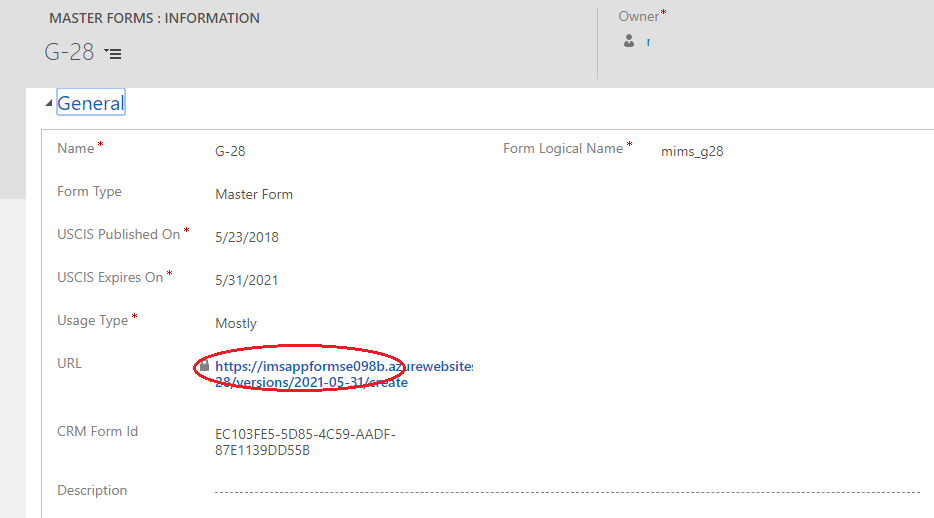 MASTER FORMS : INFORMATION
Owner*
G-28
r
General
Name*
G-28
Form Logical Name*
mims_g28
Form Type
Master Form
USCIS Published On*
5/23/2018
USCIS Expires On*
5/31/2021
Usage Type*
Mostly
URL
https://imsappformse098b.azurewebsites
28/versions/2021-05-31/create
CRM Form Id
EC103FE5-5D85-4C59-AADF-
87E1139DD55B
Description